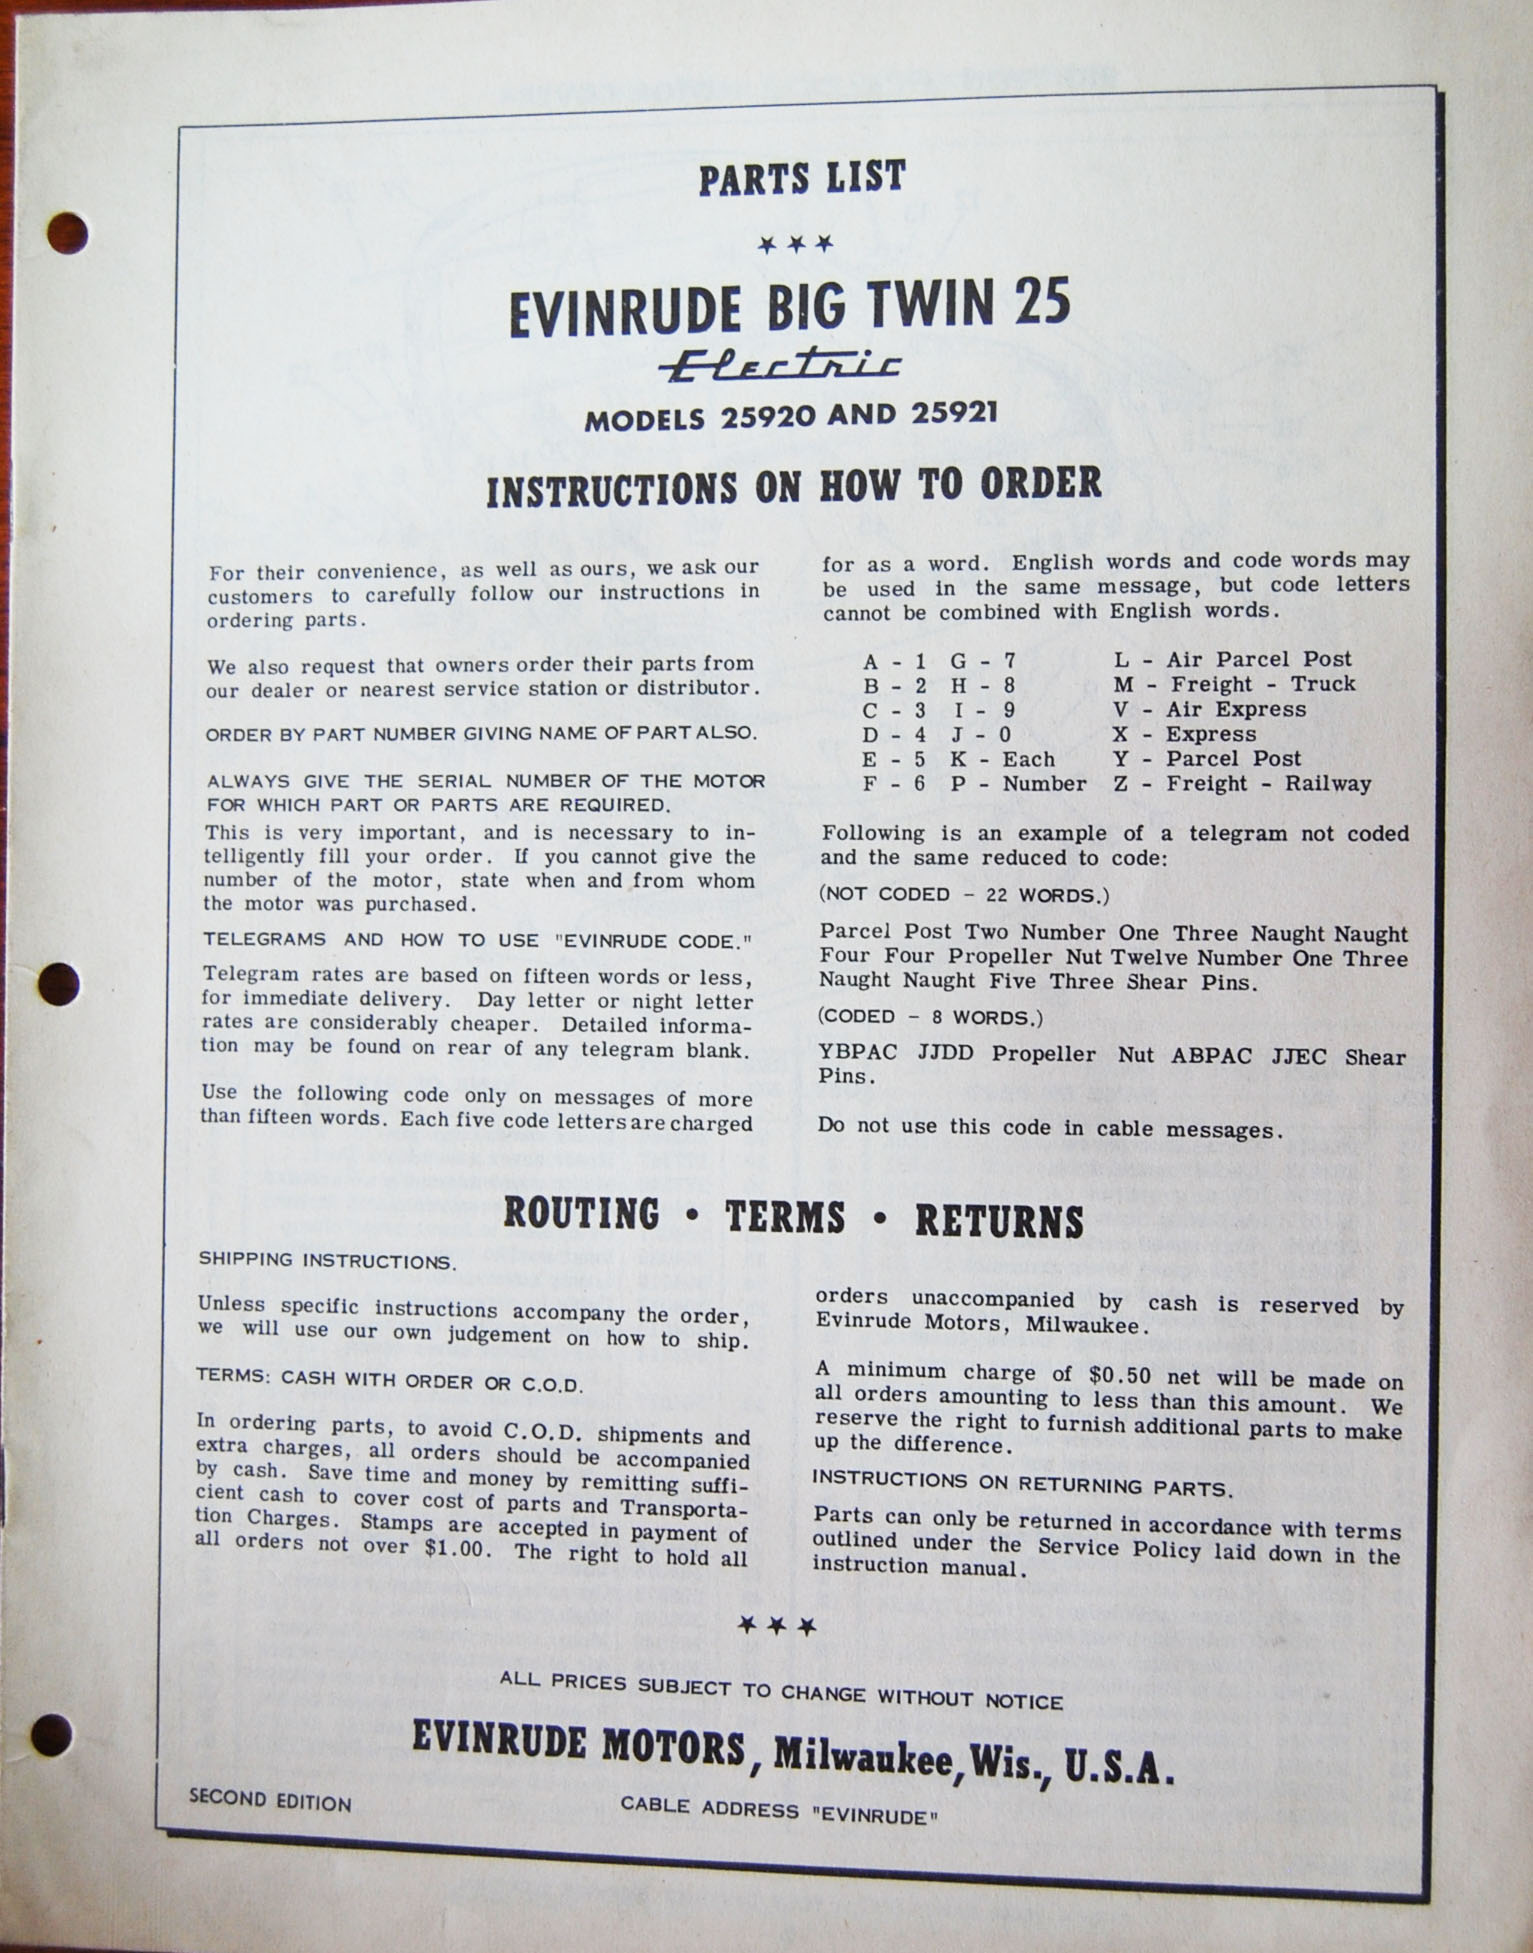 PARTS LIST
★ ★ ★
EVINRUDE BIG TWIN 25
Electric
MODELS 25920 AND 25921
INSTRUCTIONS ON HOW TO ORDER
For their convenience, as well as ours, we ask our
customers to carefully follow our instructions in
ordering parts.
We also request that owners order their parts from
our dealer or nearest service station or distributor.
ORDER BY PART NUMBER GIVING NAME OF PART ALSO.
ALWAYS GIVE THE SERIAL NUMBER OF THE MOTOR
FOR WHICH PART OR PARTS ARE REQUIRED.
This is very important, and is necessary to in-
telligently fill your order. If you cannot give the
number of the motor, state when and from whom
the motor was purchased.
TELEGRAMS AND HOW TO USE "EVINRUDE CODE."
Telegram rates are based on fifteen words or less,
for immediate delivery. Day letter or night letter
rates are considerably cheaper. Detailed informa-
tion may be found on rear of any telegram blank.
Use the following code only on messages of more
than fifteen words. Each five code letters are charged
for as a word. English words and code words may
be used in the same message, but code letters
cannot be combined with English words.
A - 1 G - 7 L - Air Parcel Post
B - 2 H - 8 M - Freight - Truck
C - 3 I - 9 V - Air Express
D - 4 J - 0 X - Express
E - 5 K - Each Y - Parcel Post
F - 6 P - Number Z - Freight - Railway
Following is an example of a telegram not coded
and the same reduced to code:
(NOT CODED - 22 WORDS.)
Parcel Post Two Number One Three Naught Naught
Four Four Propeller Nut Twelve Number One Three
Naught Naught Five Three Shear Pins.
(CODED - 8 WORDS.)
YBPAC JJDD Propeller Nut ABPAC JJEC Shear
Pins.
Do not use this code in cable messages.
ROUTING • TERMS • RETURNS
SHIPPING INSTRUCTIONS.
Unless specific instructions accompany the order,
we will use our own judgement on how to ship.
TERMS: CASH WITH ORDER OR C.O.D.
In ordering parts, to avoid C.O.D. shipments and
extra charges, all orders should be accompanied
by cash. Save time and money by remitting suffi-
cient cash to cover cost of parts and Transporta-
tion Charges. Stamps are accepted in payment of
all orders not over $1.00. The right to hold all
orders unaccompanied by cash is reserved by
Evinrude Motors, Milwaukee.
A minimum charge of $0.50 net will be made on
all orders amounting to less than this amount. We
reserve the right to furnish additional parts to make
up the difference.
INSTRUCTIONS ON RETURNING PARTS.
Parts can only be returned in accordance with terms
outlined under the Service Policy laid down in the
instruction manual.
★ ★ ★
ALL PRICES SUBJECT TO CHANGE WITHOUT NOTICE
EVINRUDE MOTORS, Milwaukee, Wis., U.S.A.
SECOND EDITION
CABLE ADDRESS "EVINRUDE"